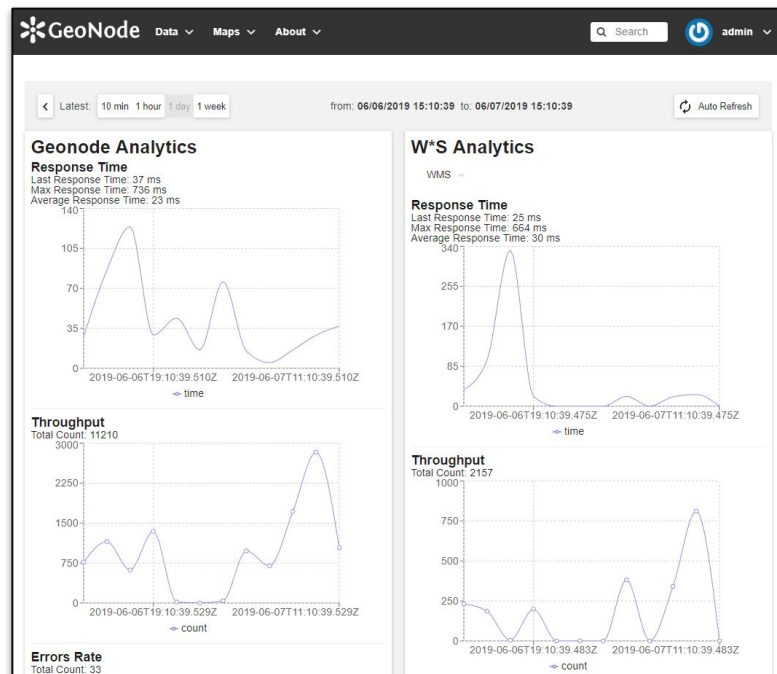 GeoNode Data Maps About Search admin
Latest: 10 min 1 hour 1 day 1 week from: 06/06/2019 15:10:39 to: 06/07/2019 15:10:39 Auto Refresh
Geonode Analytics
Response Time
Last Response Time: 37 ms
Max Response Time: 736 ms
Average Response Time: 23 ms
140
105
70
35
0
2019-06-06T19:10:39.510Z 2019-06-07T11:10:39.510Z
time
Throughput
Total Count: 11210
3000
2250
1500
750
0
2019-06-06T19:10:39.529Z 2019-06-07T11:10:39.529Z
count
Errors Rate
Total Count: 33
W*S Analytics
WMS
Response Time
Last Response Time: 25 ms
Max Response Time: 664 ms
Average Response Time: 30 ms
340
255
170
85
0
2019-06-06T19:10:39.475Z 2019-06-07T11:10:39.475Z
time
Throughput
Total Count: 2157
1000
750
500
250
0
2019-06-06T19:10:39.483Z 2019-06-07T11:10:39.483Z
count